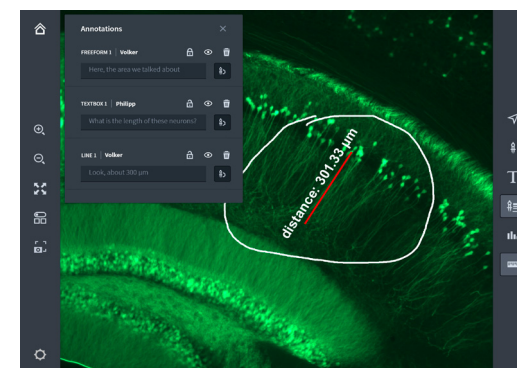 Annotations
FREEFORM 1 | Volker
Here, the area we talked about
TEXTBOX 1 | Philipp
What is the length of these neurons?
LINE 1 | Volker
Look, about 300 µm
distance: 301.33 µm